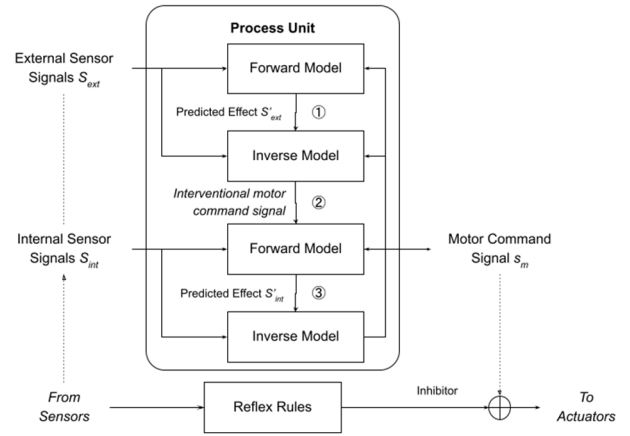 Process Unit
External Sensor
Signals S_ext
Forward Model
Predicted Effect S'_ext
①
Inverse Model
Interventional motor
command signal
②
Internal Sensor
Signals S_int
Forward Model
Motor Command
Signal s_m
Predicted Effect S'_int
③
Inverse Model
From
Sensors
Reflex Rules
Inhibitor
To
Actuators